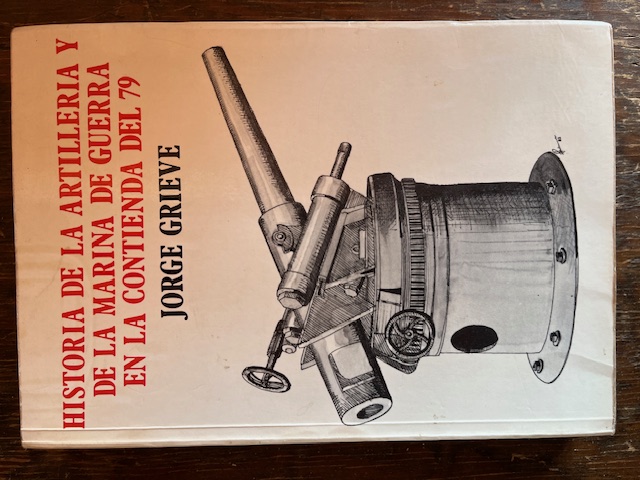 HISTORIA DE LA ARTILLERIA Y
DE LA MARINA DE GUERRA
EN LA CONTIENDA DEL 79
JORGE GRIEVE